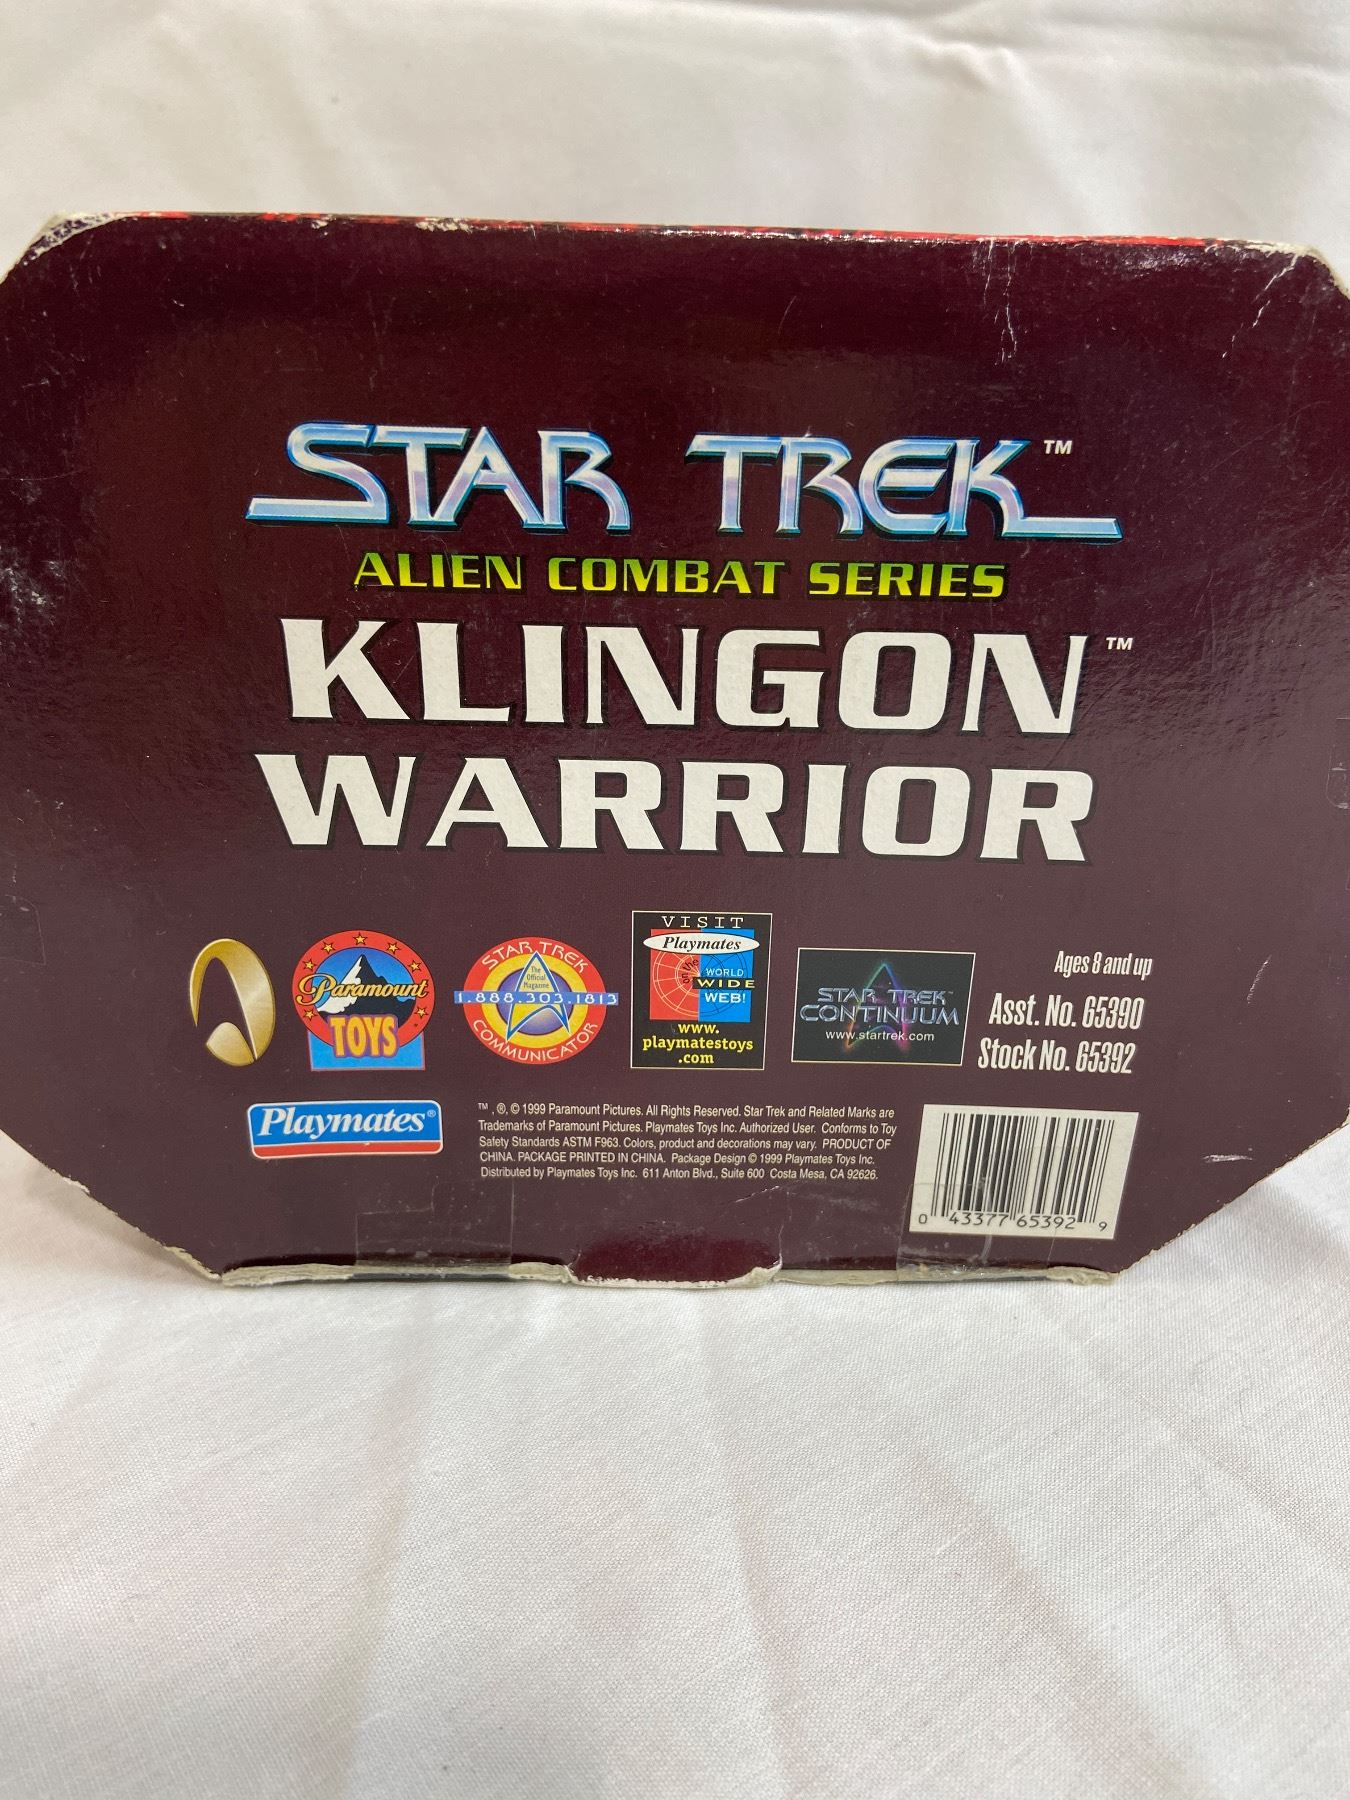 STAR TREK™
ALIEN COMBAT SERIES
KLINGON™
WARRIOR
Paramount
TOYS
STAR TREK
The
Official
Magazine
1.888.303.1813
COMMUNICATOR
VISIT
Playmates
the
WORLD
WIDE
WEB!
www.
playmatestoys
.com
STAR TREK™
CONTINUUM
www.startrek.com
Ages 8 and up
Asst. No. 65390
Stock No. 65392
Playmates®
™, ®, © 1999 Paramount Pictures. All Rights Reserved. Star Trek and Related Marks are
Trademarks of Paramount Pictures. Playmates Toys Inc. Authorized User. Conforms to Toy
Safety Standards ASTM F963. Colors, product and decorations may vary. PRODUCT OF
CHINA. PACKAGE PRINTED IN CHINA. Package Design © 1999 Playmates Toys Inc.
Distributed by Playmates Toys Inc. 611 Anton Blvd., Suite 600 Costa Mesa, CA 92626.
0 43377 65392 9